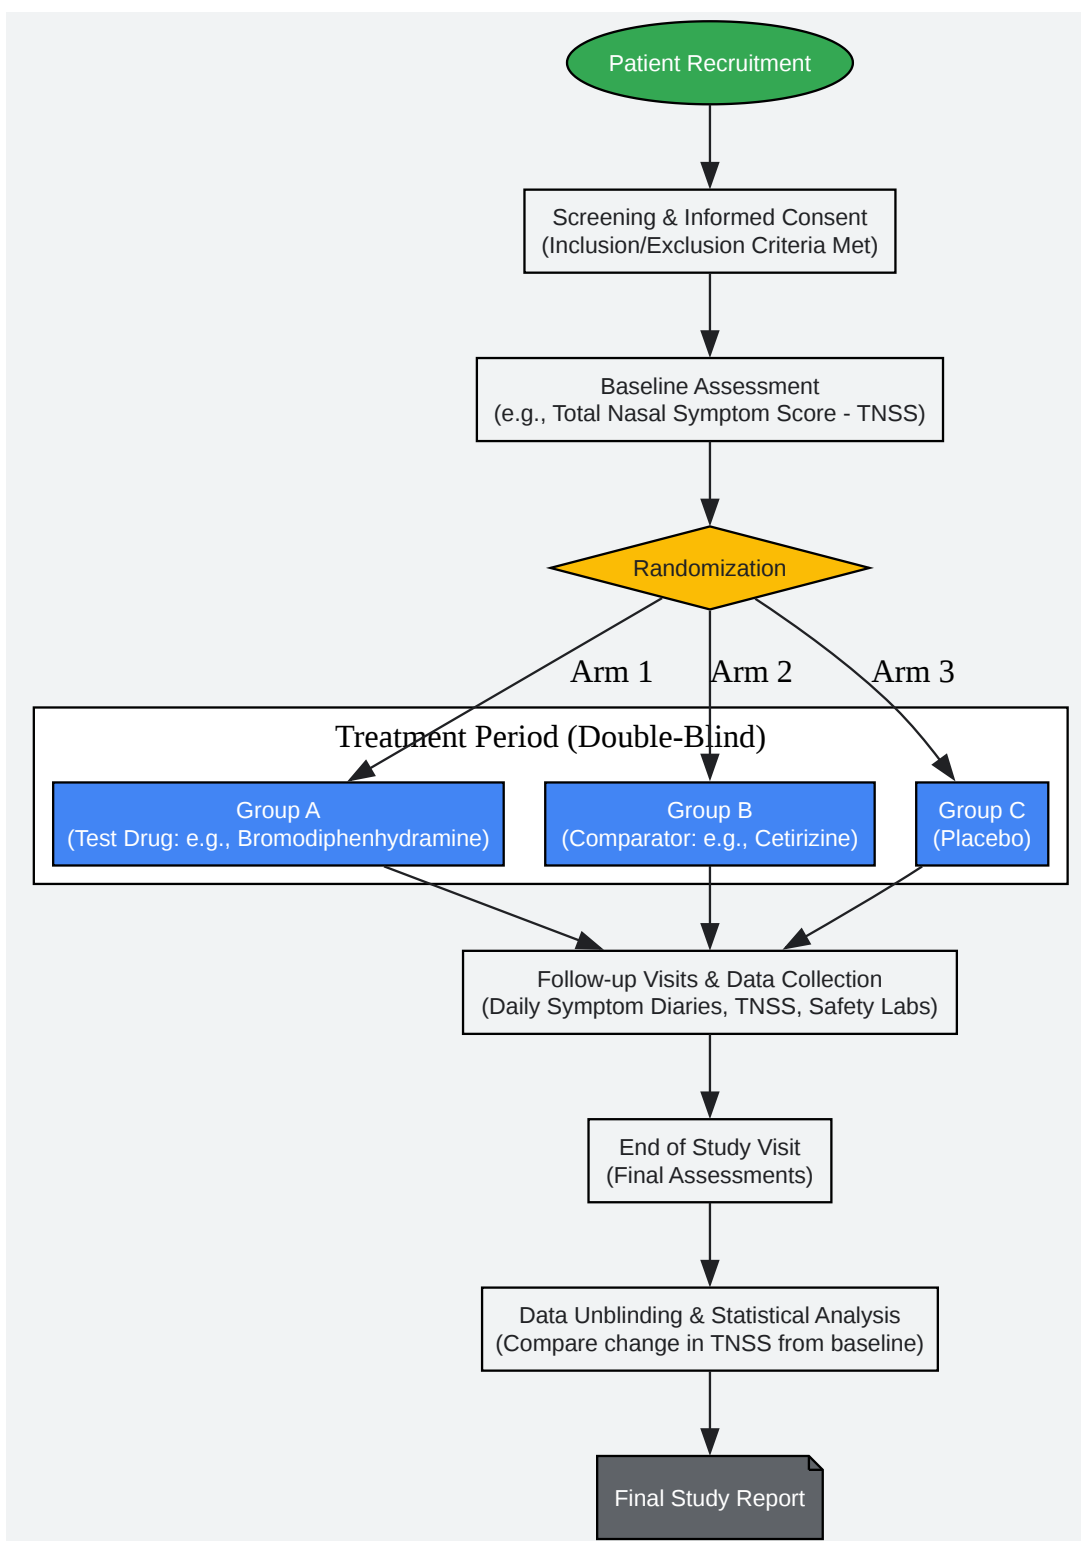 Patient Recruitment
Screening & Informed Consent
(Inclusion/Exclusion Criteria Met)
Baseline Assessment
(e.g., Total Nasal Symptom Score - TNSS)
Randomization
Arm 1
Arm 2
Arm 3
Treatment Period (Double-Blind)
Group A
(Test Drug: e.g., Bromodiphenhydramine)
Group B
(Comparator: e.g., Cetirizine)
Group C
(Placebo)
Follow-up Visits & Data Collection
(Daily Symptom Diaries, TNSS, Safety Labs)
End of Study Visit
(Final Assessments)
Data Unblinding & Statistical Analysis
(Compare change in TNSS from baseline)
Final Study Report